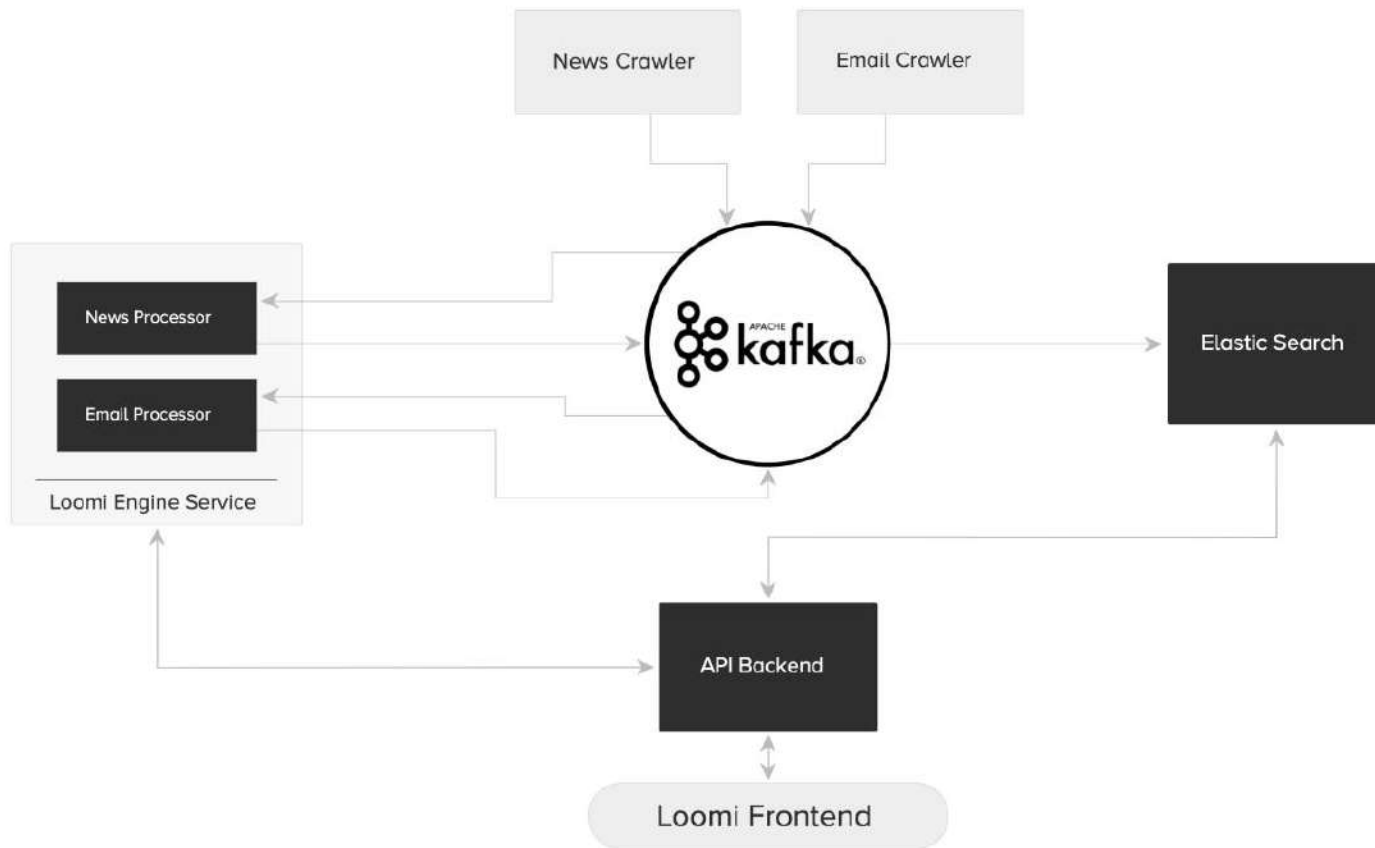 News Crawler
Email Crawler
News Processor
Email Processor
Loomi Engine Service
APACHE
kafka®
Elastic Search
API Backend
Loomi Frontend